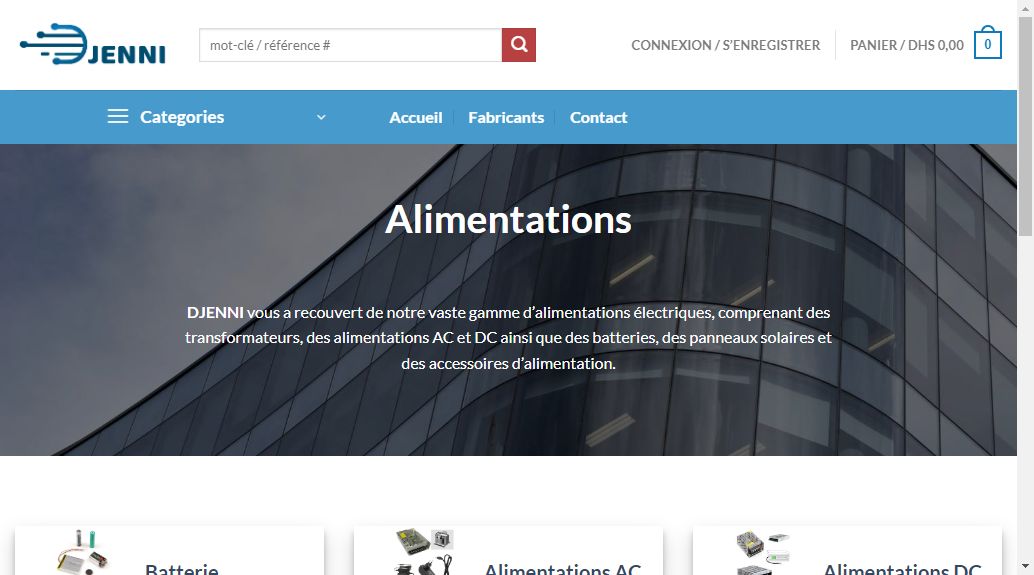 DJENNI
mot-clé / référence #
CONNEXION / S'ENREGISTRER
PANIER / DHS 0,00
0
Categories
Accueil
Fabricants
Contact
Alimentations
DJENNI vous a recouvert de notre vaste gamme d'alimentations électriques, comprenant des
transformateurs, des alimentations AC et DC ainsi que des batteries, des panneaux solaires et
des accessoires d'alimentation.
Batterie
Alimentations AC
Alimentations DC